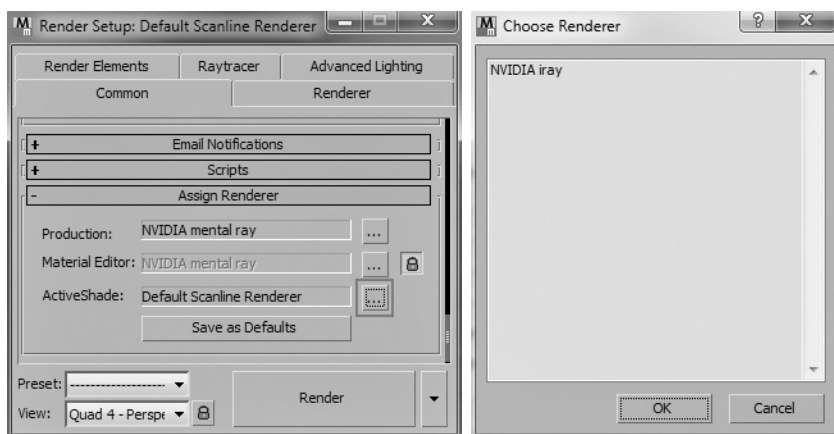 Render Setup: Default Scanline Renderer
Render Elements
Raytracer
Advanced Lighting
Common
Renderer
+ Email Notifications
+ Scripts
- Assign Renderer
Production: NVIDIA mental ray ...
Material Editor: NVIDIA mental ray ...
ActiveShade: Default Scanline Renderer ...
Save as Defaults
Preset: --------------------
View: Quad 4 - Perspe
Render
Choose Renderer
NVIDIA iray
OK
Cancel